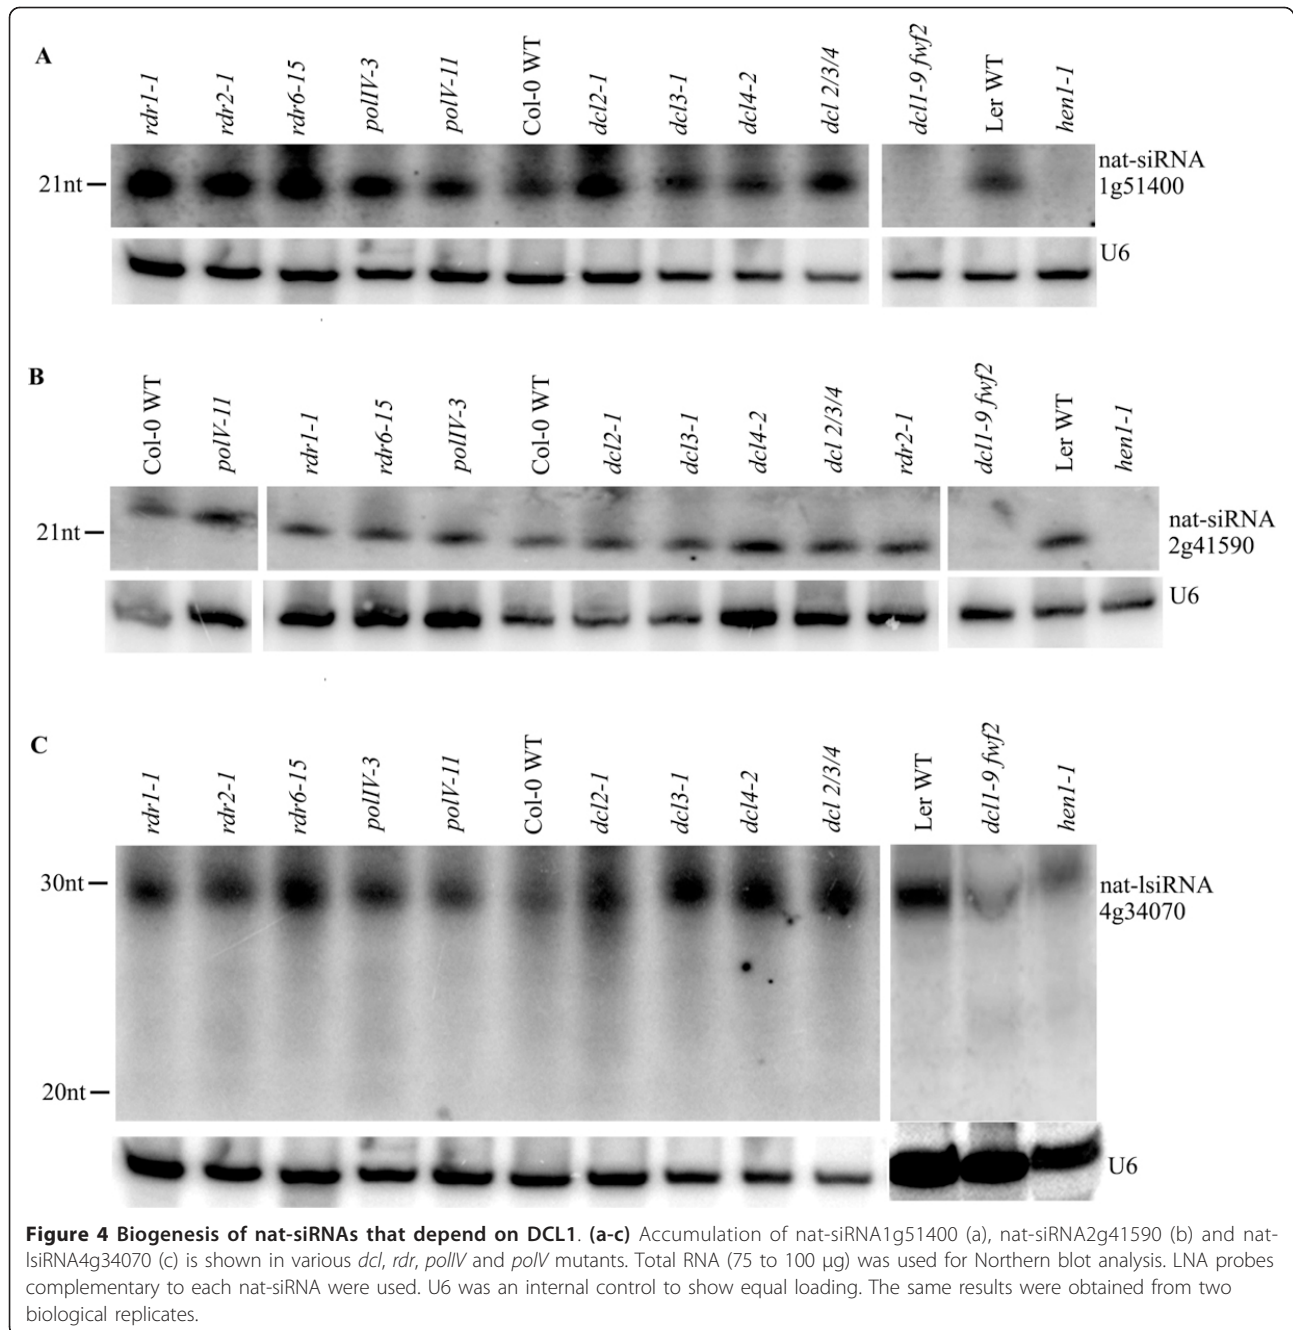 A
rdr1-1 rdr2-1 rdr6-15 polIV-3 polV-11 Col-0 WT dcl2-1 dcl3-1 dcl4-2 dcl 2/3/4 dcl1-9 fwf2 Ler WT hen1-1
21nt
nat-siRNA
1g51400
U6
B
Col-0 WT polV-11 rdr1-1 rdr6-15 polIV-3 Col-0 WT dcl2-1 dcl3-1 dcl4-2 dcl 2/3/4 rdr2-1 dcl1-9 fwf2 Ler WT hen1-1
21nt
nat-siRNA
2g41590
U6
C
rdr1-1 rdr2-1 rdr6-15 polIV-3 polV-11 Col-0 WT dcl2-1 dcl3-1 dcl4-2 dcl 2/3/4 Ler WT dcl1-9 fwf2 hen1-1
30nt
nat-lsiRNA
4g34070
20nt
U6
Figure 4 Biogenesis of nat-siRNAs that depend on DCL1. (a-c) Accumulation of nat-siRNA1g51400 (a), nat-siRNA2g41590 (b) and nat-
lsiRNA4g34070 (c) is shown in various dcl, rdr, polIV and polV mutants. Total RNA (75 to 100 μg) was used for Northern blot analysis. LNA probes
complementary to each nat-siRNA were used. U6 was an internal control to show equal loading. The same results were obtained from two
biological replicates.